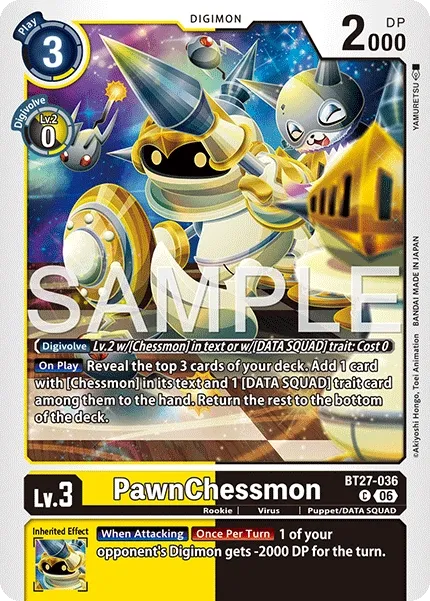 DIGIMON
Play
3
2000
DP
Digivolve
Lv.2
0
YAMURETSU
SAMPLE
Digivolve Lv.2 w/[Chessmon] in text or w/[DATA SQUAD] trait: Cost 0
On Play Reveal the top 3 cards of your deck. Add 1 card
with [Chessmon] in its text and 1 [DATA SQUAD] trait card
among them to the hand. Return the rest to the bottom
of the deck.
©Akiyoshi Hongo, Toei Animation BANDAI MADE IN JAPAN
Lv.3
PawnChessmon
BT27-036
C 06
Rookie | Virus | Puppet/DATA SQUAD
Inherited Effect
When Attacking Once Per Turn 1 of your
opponent's Digimon gets -2000 DP for the turn.